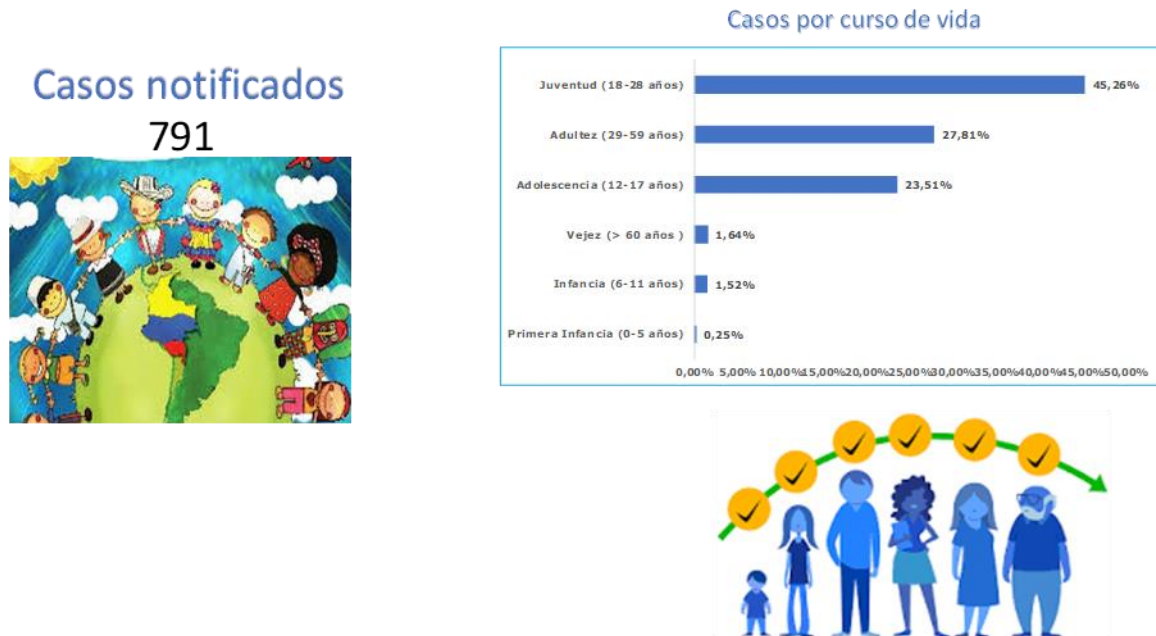 Casos notificados
791
Casos por curso de vida
Juventud (18-28 años) 45,26%
Adultez (29-59 años) 27,81%
Adolescencia (12-17 años) 23,51%
Vejez (> 60 años ) 1,64%
Infancia (6-11 años) 1,52%
Primera Infancia (0-5 años) 0,25%
0,00% 5,00% 10,00% 15,00% 20,00% 25,00% 30,00% 35,00% 40,00% 45,00% 50,00%